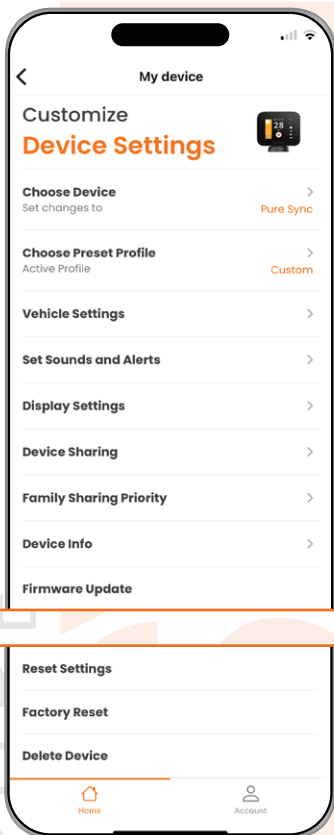 My device
Customize
Device Settings
28
Choose Device
Set changes to
Pure Sync
Choose Preset Profile
Active Profile
Custom
Vehicle Settings
Set Sounds and Alerts
Display Settings
Device Sharing
Family Sharing Priority
Device Info
Firmware Update
Reset Settings
Factory Reset
Delete Device
Home
Account